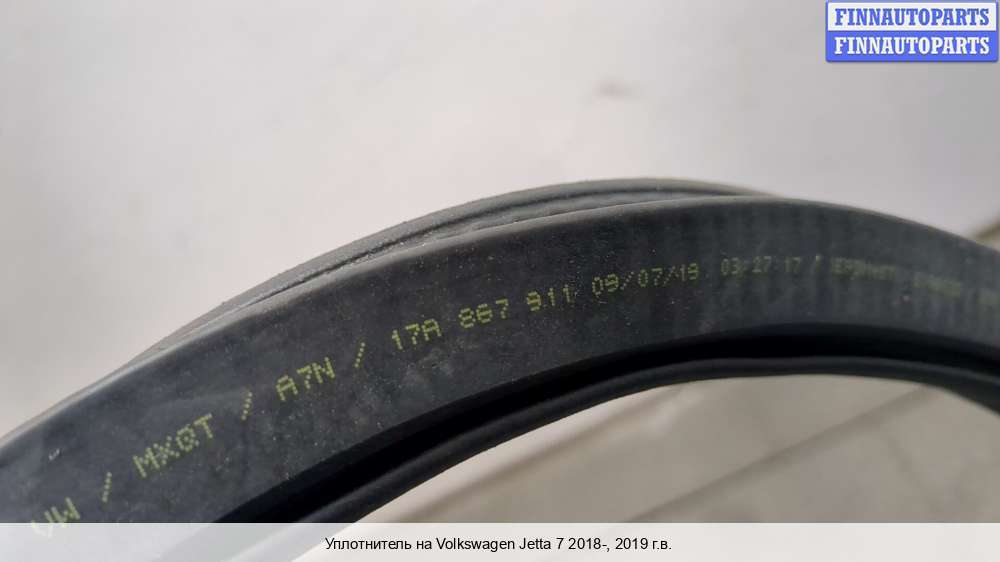 FINNAUTOPARTS
FINNAUTOPARTS
VW / MXQT / A7N / 17A 867 911 09/07/19 03:27:17 /
Уплотнитель на Volkswagen Jetta 7 2018-, 2019 г.в.